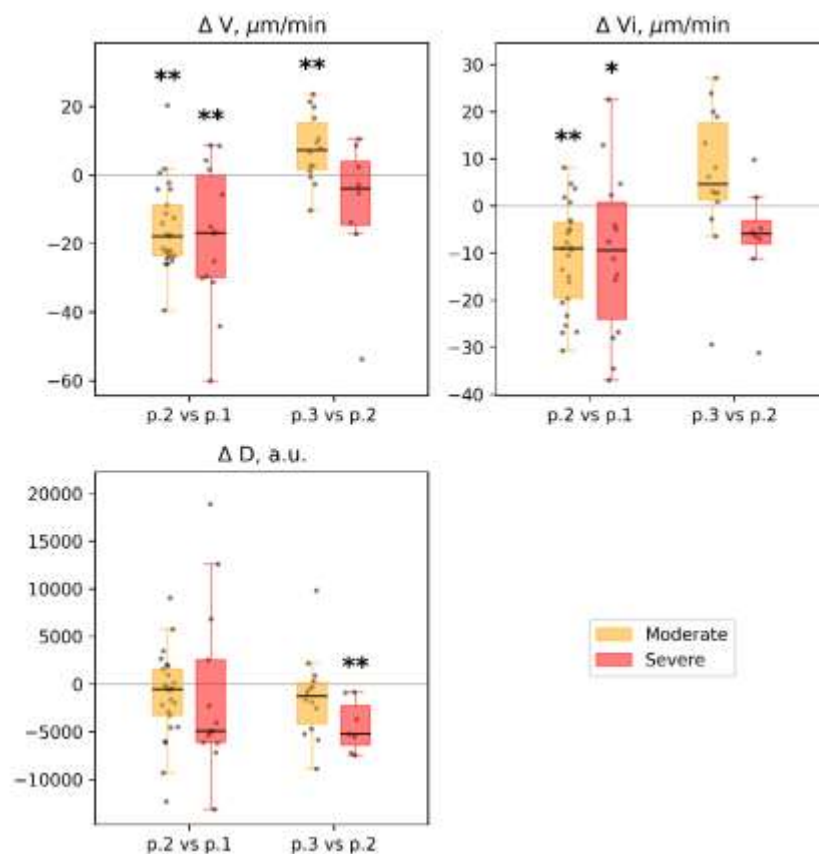 Δ V, μm/min
**
**
**
20
0
−20
−40
−60
p.2 vs p.1
p.3 vs p.2
Δ Vi, μm/min
*
**
30
20
10
0
−10
−20
−30
−40
p.2 vs p.1
p.3 vs p.2
Δ D, a.u.
20000
15000
10000
5000
0
−5000
−10000
**
p.2 vs p.1
p.3 vs p.2
Moderate
Severe